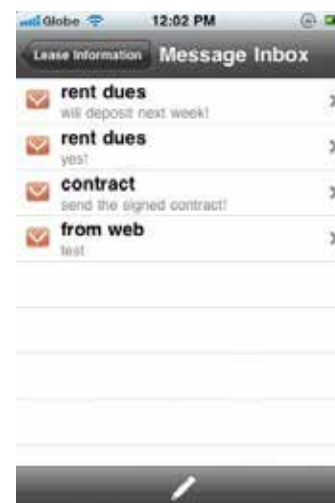 Globe 12:02 PM
Lease Information Message Inbox
rent dues
will deposit next week!
rent dues
yes!
contract
send the signed contract!
from web
test